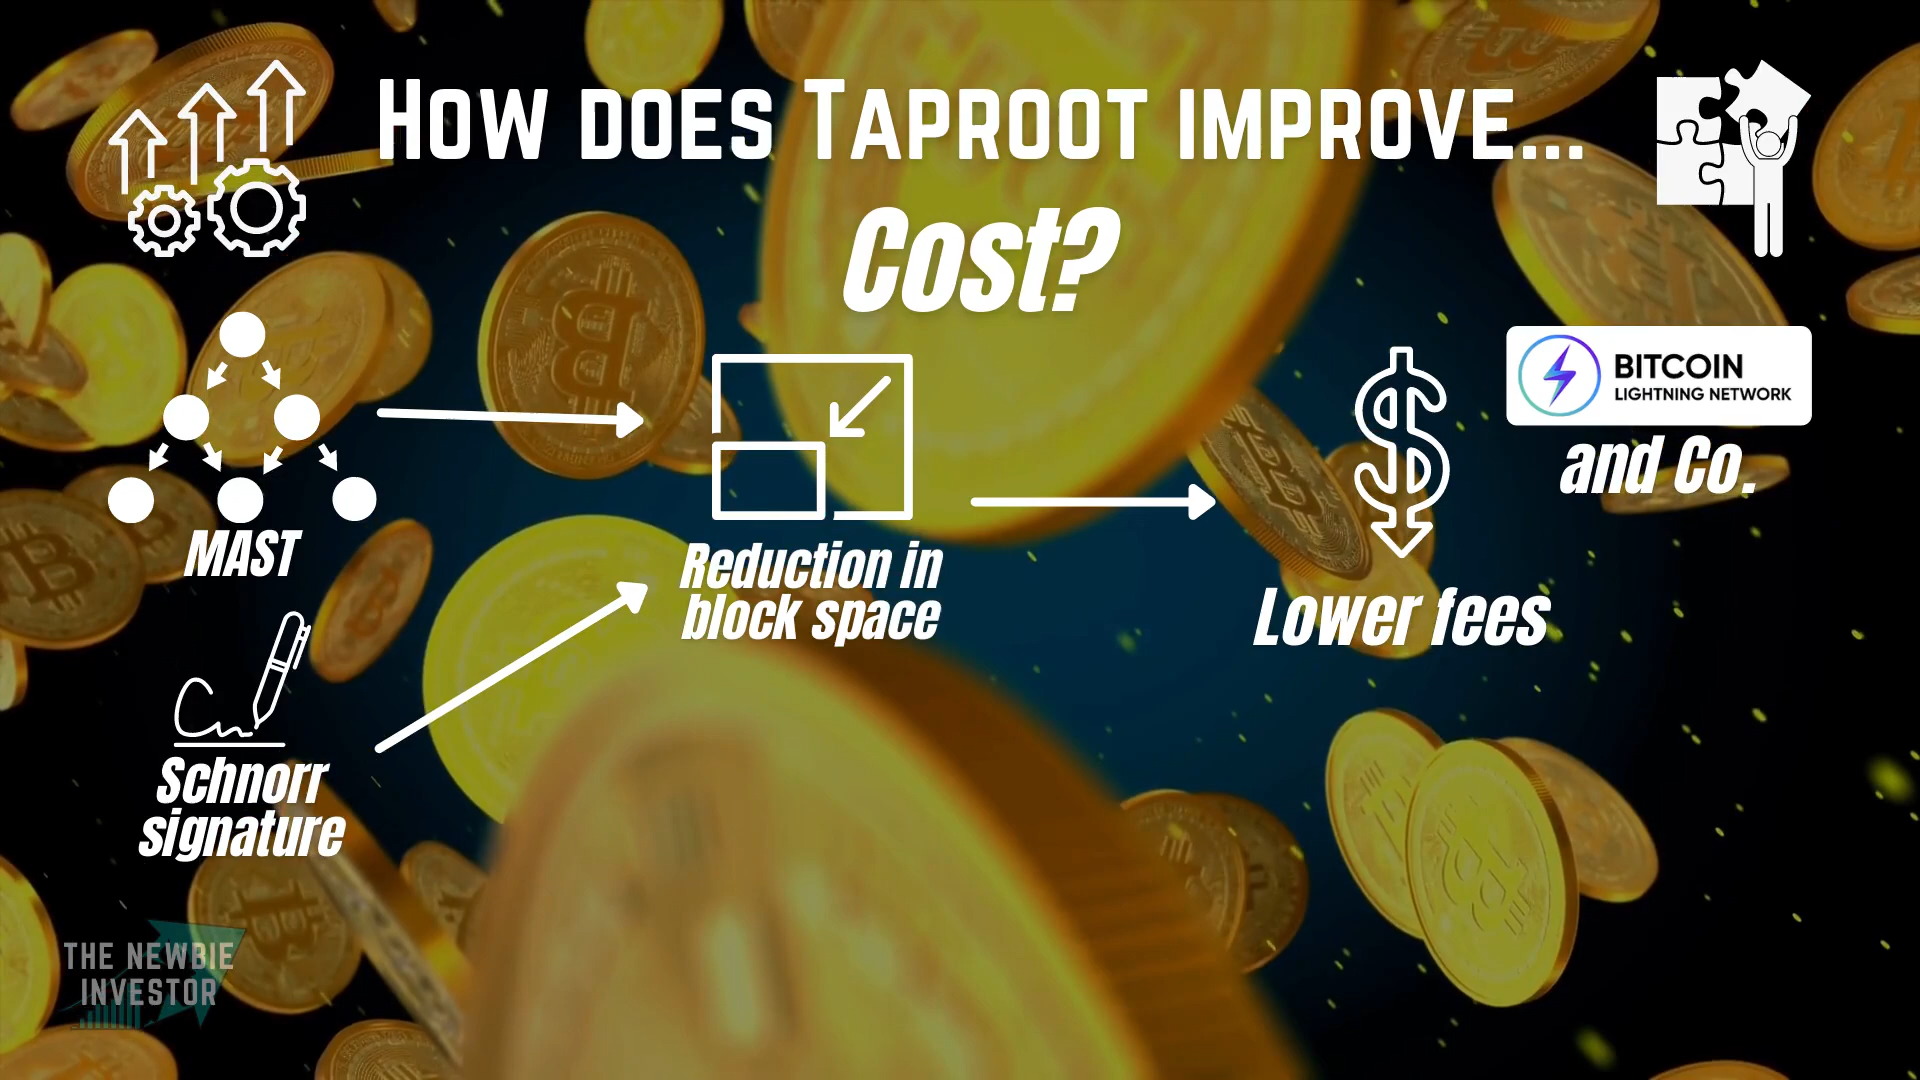 How does Taproot improve...
Cost?
BITCOIN
LIGHTNING NETWORK
and Co.
MAST
Reduction in
block space
Lower fees
Schnorr
signature
THE NEWBIE
INVESTOR